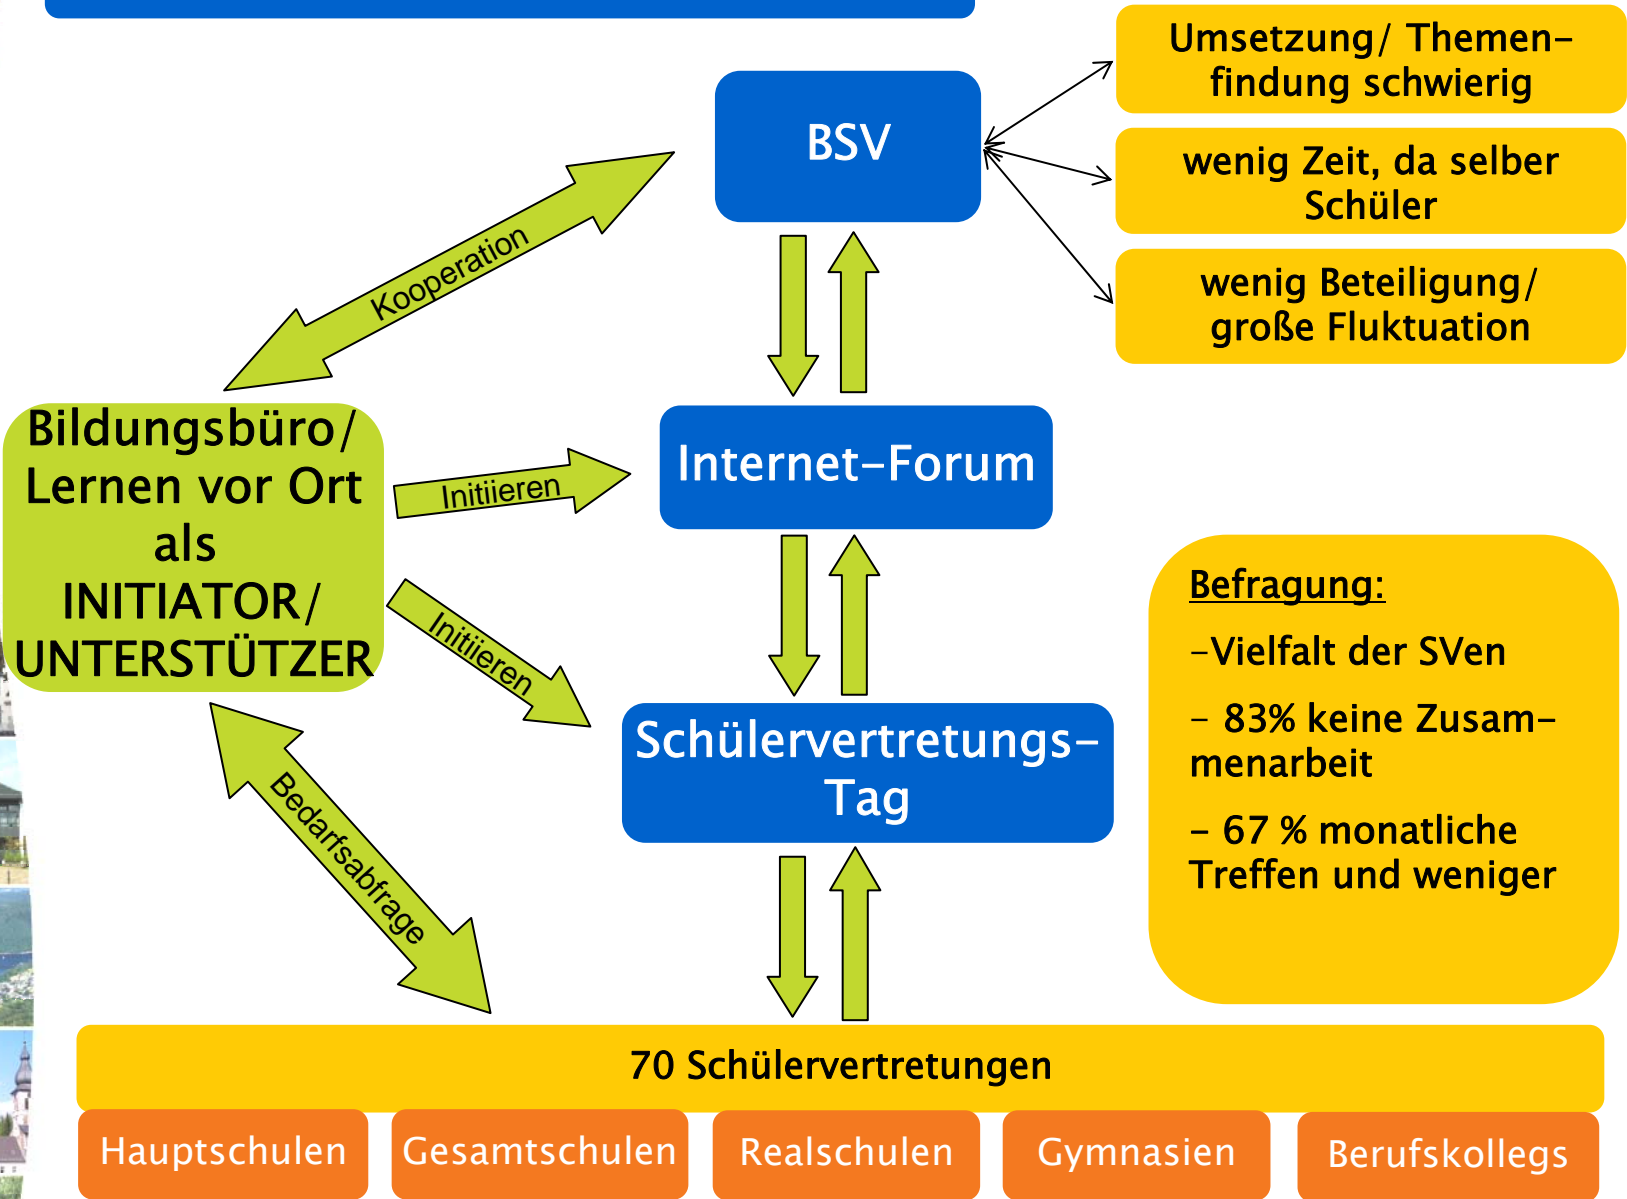 Umsetzung/ Themen-
findung schwierig
BSV
wenig Zeit, da selber
Schüler
wenig Beteiligung/
große Fluktuation
Kooperation
Bildungsbüro/
Lernen vor Ort
als
INITIATOR/
UNTERSTÜTZER
Initiieren
Internet-Forum
Initiieren
Schülervertretungs-
Tag
Befragung:
-Vielfalt der SVen
- 83% keine Zusam-
menarbeit
- 67 % monatliche
Treffen und weniger
Bedarfsabfrage
70 Schülervertretungen
Hauptschulen
Gesamtschulen
Realschulen
Gymnasien
Berufskollegs